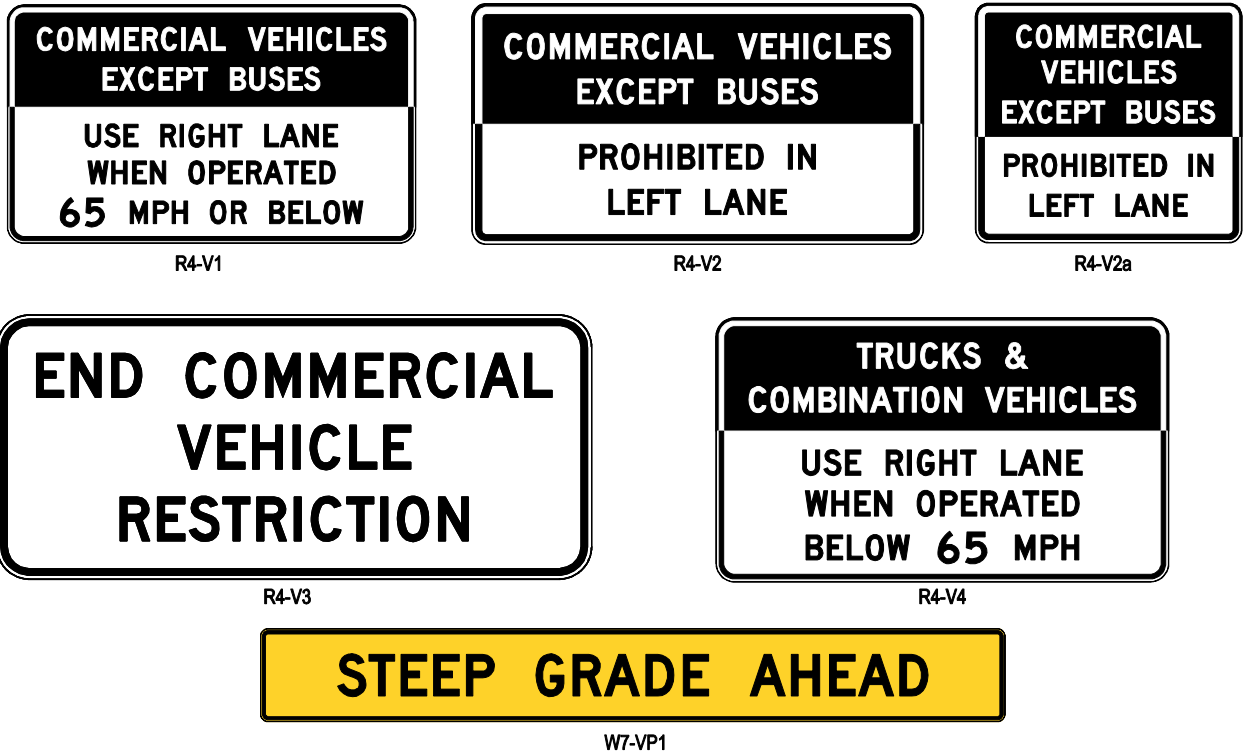 COMMERCIAL VEHICLES
EXCEPT BUSES
USE RIGHT LANE
WHEN OPERATED
65 MPH OR BELOW
R4-V1
COMMERCIAL VEHICLES
EXCEPT BUSES
PROHIBITED IN
LEFT LANE
R4-V2
COMMERCIAL
VEHICLES
EXCEPT BUSES
PROHIBITED IN
LEFT LANE
R4-V2a
END COMMERCIAL
VEHICLE
RESTRICTION
R4-V3
TRUCKS &
COMBINATION VEHICLES
USE RIGHT LANE
WHEN OPERATED
BELOW 65 MPH
R4-V4
STEEP GRADE AHEAD
W7-VP1